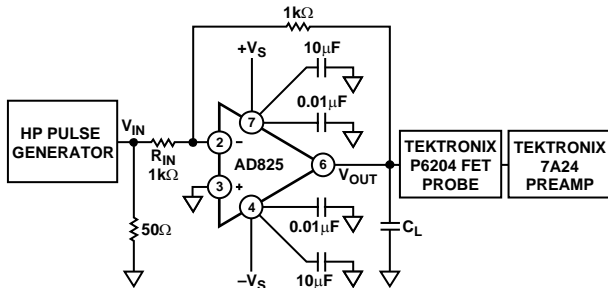 1kΩ
+VS
10μF
0.01μF
HP PULSE
GENERATOR
VIN
RIN
1kΩ
50Ω
2
–
3
+
7
AD825
4
6
VOUT
0.01μF
10μF
–VS
CL
TEKTRONIX
P6204 FET
PROBE
TEKTRONIX
7A24
PREAMP